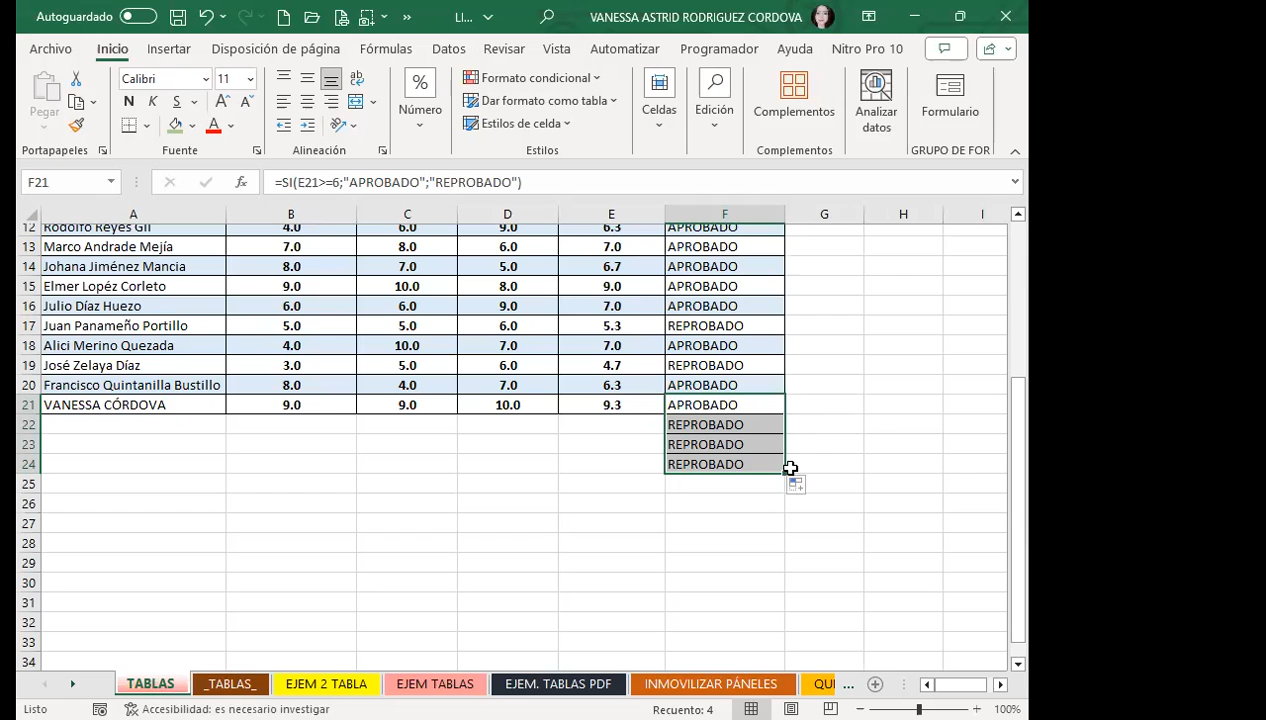 Autoguardado LI... VANESSA ASTRID RODRIGUEZ CORDOVA
Archivo Inicio Insertar Disposición de página Fórmulas Datos Revisar Vista Automatizar Programador Ayuda Nitro Pro 10
Pegar Calibri 11 Número Formato condicional Dar formato como tabla Estilos de celda Celdas Edición Complementos Analizar datos Formulario
N K S A A A
Portapapeles Fuente Alineación Estilos Complementos GRUPO DE FOR
F21 fx =SI(E21>=6;"APROBADO";"REPROBADO")
A B C D E F G H I
12 Rodolfo Reyes Gil 4.0 6.0 9.0 6.3 APROBADO
13 Marco Andrade Mejía 7.0 8.0 6.0 7.0 APROBADO
14 Johana Jiménez Mancia 8.0 7.0 5.0 6.7 APROBADO
15 Elmer Lopéz Corleto 9.0 10.0 8.0 9.0 APROBADO
16 Julio Díaz Huezo 6.0 6.0 9.0 7.0 APROBADO
17 Juan Panameño Portillo 5.0 5.0 6.0 5.3 REPROBADO
18 Alici Merino Quezada 4.0 10.0 7.0 7.0 APROBADO
19 José Zelaya Díaz 3.0 5.0 6.0 4.7 REPROBADO
20 Francisco Quintanilla Bustillo 8.0 4.0 7.0 6.3 APROBADO
21 VANESSA CÓRDOVA 9.0 9.0 10.0 9.3 APROBADO
22 REPROBADO
23 REPROBADO
24 REPROBADO
25
26
27
28
29
30
31
32
33
34
TABLAS _TABLAS_ EJEM 2 TABLA EJEM TABLAS EJEM. TABLAS PDF INMOVILIZAR PÁNELES QUI ...
Listo Accesibilidad: es necesario investigar Recuento: 4 100%